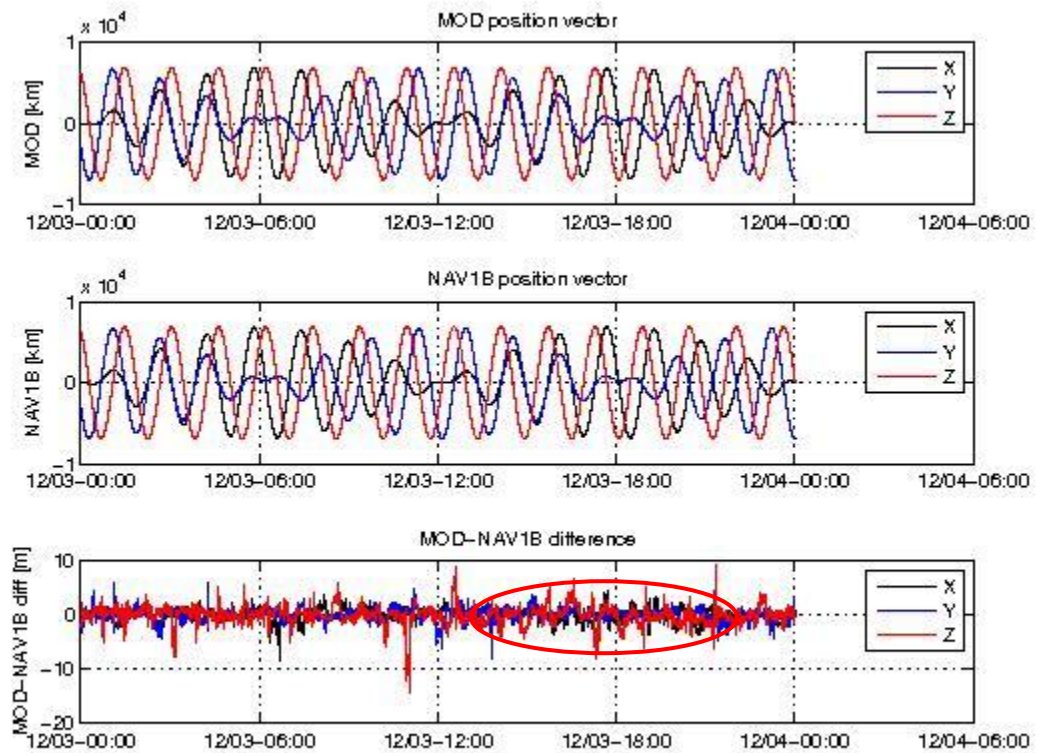 MOD position vector
x 10^4
1
0
−1
MOD [km]
X
Y
Z
12/03−00:00 12/03−06:00 12/03−12:00 12/03−18:00 12/04−00:00 12/04−06:00
NAV1B position vector
x 10^4
1
0
−1
NAV1B [km]
X
Y
Z
12/03−00:00 12/03−06:00 12/03−12:00 12/03−18:00 12/04−00:00 12/04−06:00
MOD−NAV1B difference
10
0
−10
−20
MOD−NAV1B diff [m]
X
Y
Z
12/03−00:00 12/03−06:00 12/03−12:00 12/03−18:00 12/04−00:00 12/04−06:00